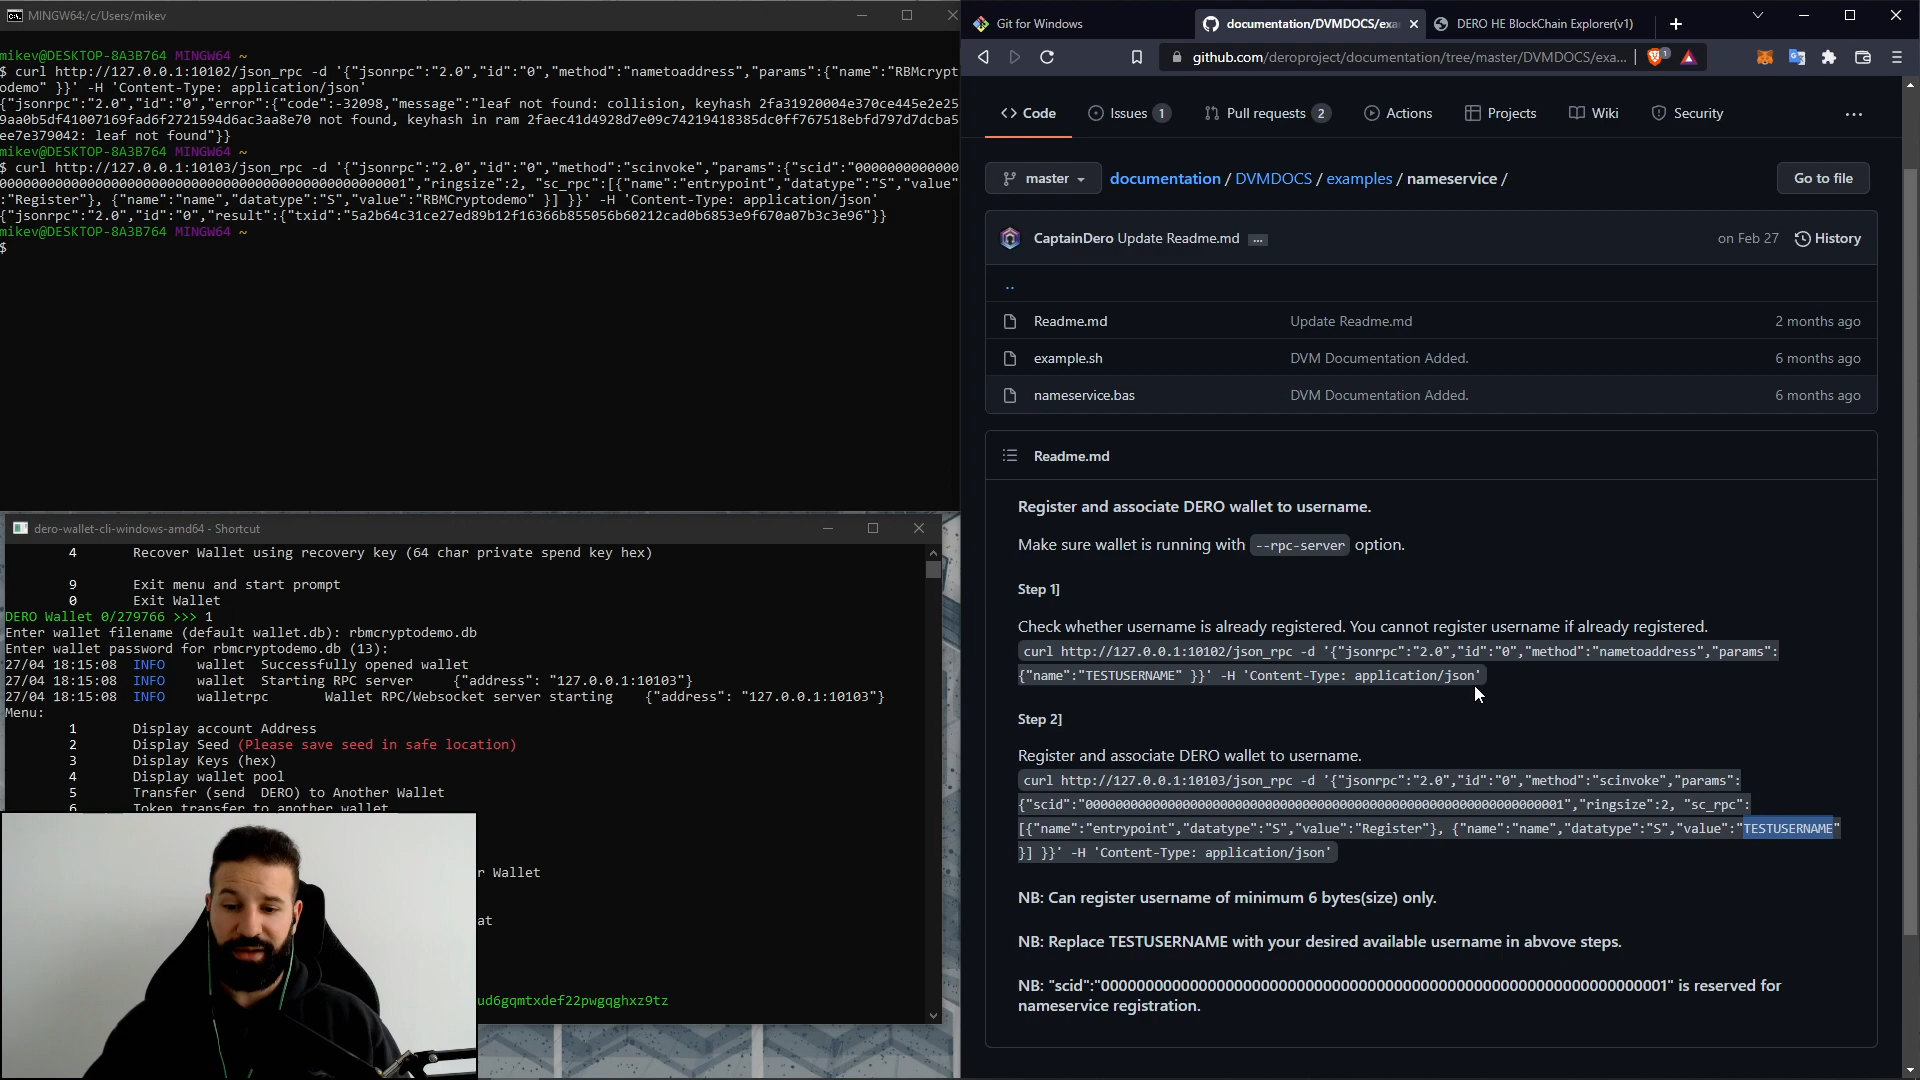 MINGW64:/c/Users/mikev
mikev@DESKTOP-8A3B764 MINGW64 ~
$ curl http://127.0.0.1:10102/json_rpc -d '{"jsonrpc":"2.0","id":"0","method":"nametoaddress","params":{"name":"RBMcrypt
odemo" }}' -H 'Content-Type: application/json'
{"jsonrpc":"2.0","id":"0","error":{"code":-32098,"message":"leaf not found: collision, keyhash 2fa31920004e370ce445e2e25
9aa0b5df41007169fad6f2721594d6ac3aa8e70 not found, keyhash in ram 2faec41d4928d7e09c74219418385dc0ff767518ebfd797d7dcba5
ee7e379042: leaf not found"}}
mikev@DESKTOP-8A3B764 MINGW64 ~
$ curl http://127.0.0.1:10103/json_rpc -d '{"jsonrpc":"2.0","id":"0","method":"scinvoke","params":{"scid":"0000000000000
000000000000000000000000000000000000000000000000001","ringsize":2, "sc_rpc":[{"name":"entrypoint","datatype":"S","value"
:"Register"}, {"name":"name","datatype":"S","value":"RBMCryptodemo" }] }}' -H 'Content-Type: application/json'
{"jsonrpc":"2.0","id":"0","result":{"txid":"5a2b64c31ce27ed89b12f16366b855056b60212cad0b6853e9f670a07b3c3e96"}}
mikev@DESKTOP-8A3B764 MINGW64 ~
$
dero-wallet-cli-windows-amd64 - Shortcut
4 Recover Wallet using recovery key (64 char private spend key hex)
9 Exit menu and start prompt
0 Exit Wallet
DERO Wallet 0/279766 >>> 1
Enter wallet filename (default wallet.db): rbmcryptodemo.db
Enter wallet password for rbmcryptodemo.db (13):
27/04 18:15:08 INFO wallet Successfully opened wallet
27/04 18:15:08 INFO wallet Starting RPC server {"address": "127.0.0.1:10103"}
27/04 18:15:08 INFO walletrpc Wallet RPC/Websocket server starting {"address": "127.0.0.1:10103"}
Menu:
1 Display account Address
2 Display Seed (Please save seed in safe location)
3 Display Keys (hex)
4 Display wallet pool
5 Transfer (send DERO) to Another Wallet
6 Token transfer to another wallet
r Wallet
at
ud6gqmtxdef22pwgqghxz9tz
Git for Windows
documentation/DVMDOCS/exa
DERO HE BlockChain Explorer(v1)
github.com/deroproject/documentation/tree/master/DVMDOCS/exa...
1
Code
Issues 1
Pull requests 2
Actions
Projects
Wiki
Security
master
documentation / DVMDOCS / examples / nameservice /
Go to file
CaptainDero Update Readme.md ...
on Feb 27
History
..
Readme.md Update Readme.md 2 months ago
example.sh DVM Documentation Added. 6 months ago
nameservice.bas DVM Documentation Added. 6 months ago
Readme.md
Register and associate DERO wallet to username.
Make sure wallet is running with --rpc-server option.
Step 1]
Check whether username is already registered. You cannot register username if already registered.
curl http://127.0.0.1:10102/json_rpc -d '{"jsonrpc":"2.0","id":"0","method":"nametoaddress","params":
{"name":"TESTUSERNAME" }}' -H 'Content-Type: application/json'
Step 2]
Register and associate DERO wallet to username.
curl http://127.0.0.1:10103/json_rpc -d '{"jsonrpc":"2.0","id":"0","method":"scinvoke","params":
{"scid":"0000000000000000000000000000000000000000000000000000000000000001","ringsize":2, "sc_rpc":
[{"name":"entrypoint","datatype":"S","value":"Register"}, {"name":"name","datatype":"S","value":"TESTUSERNAME"
}] }}' -H 'Content-Type: application/json'
NB: Can register username of minimum 6 bytes(size) only.
NB: Replace TESTUSERNAME with your desired available username in abvove steps.
NB: "scid":"0000000000000000000000000000000000000000000000000000000000000001" is reserved for
nameservice registration.